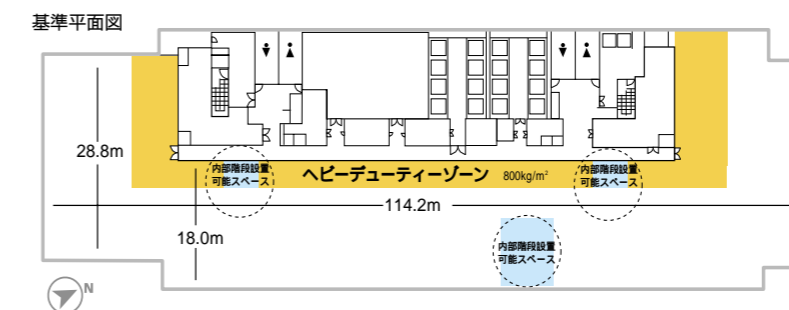 基準平面図
28.8m
内部階段設置
可能スペース
ヘビーデューティーゾーン 800kg/m²
内部階段設置
可能スペース
114.2m
18.0m
内部階段設置
可能スペース
N